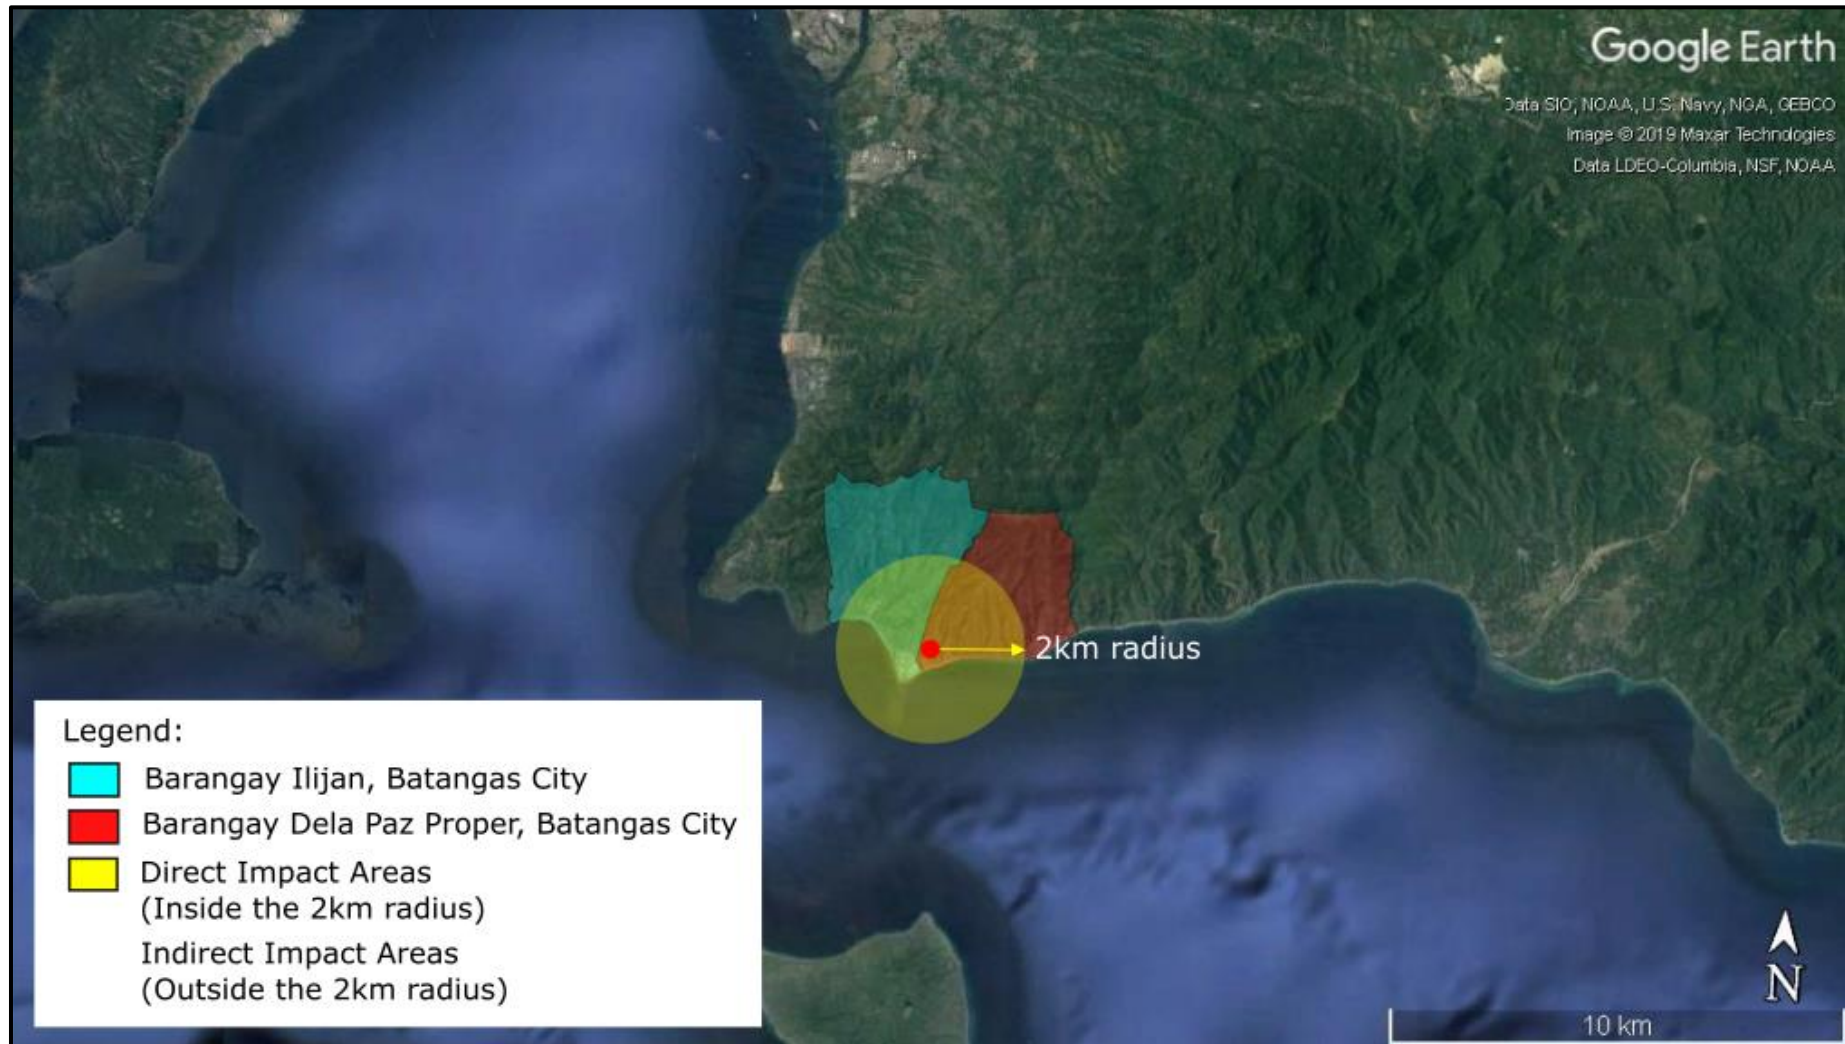 Google Earth
Data SIO, NOAA, U.S. Navy, NGA, GEBCO
Image © 2019 Maxar Technologies
Data LDEO-Columbia, NSF, NOAA
2km radius
Legend:
Barangay Ilijan, Batangas City
Barangay Dela Paz Proper, Batangas City
Direct Impact Areas
(Inside the 2km radius)
Indirect Impact Areas
(Outside the 2km radius)
N
10 km